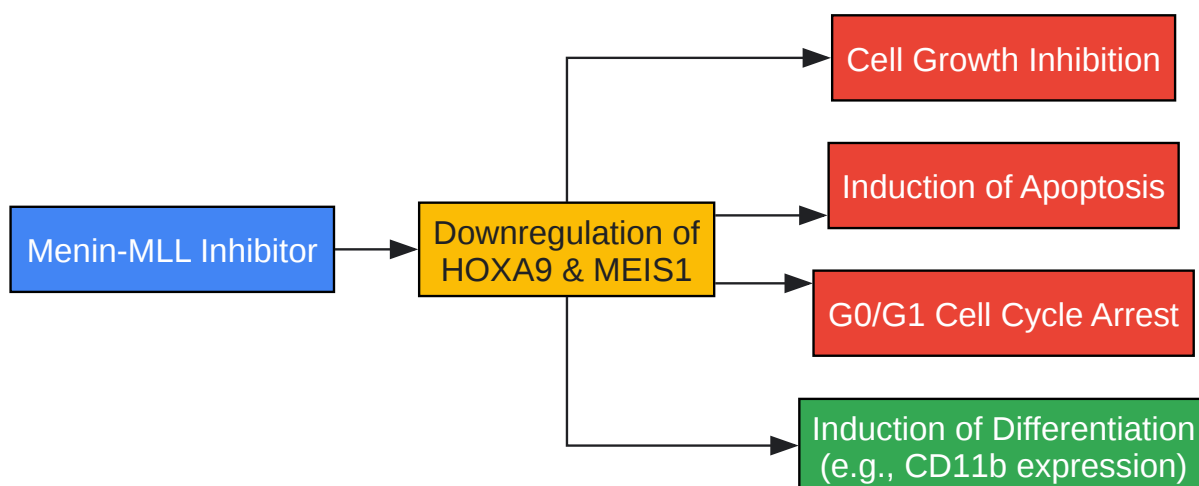 Cell Growth Inhibition
Induction of Apoptosis
Menin-MLL Inhibitor
Downregulation of
HOXA9 & MEIS1
G0/G1 Cell Cycle Arrest
Induction of Differentiation
(e.g., CD11b expression)